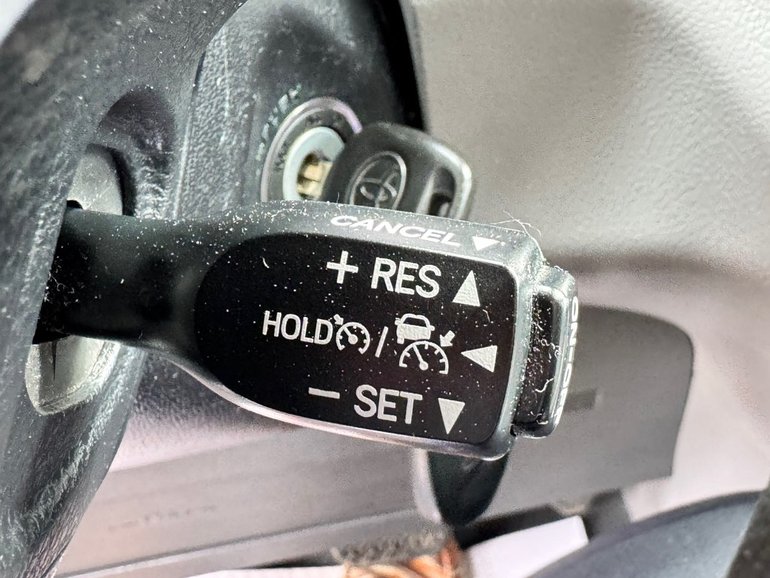 CANCEL ▼
+ RES ▲
HOLD / ◀
− SET ▼